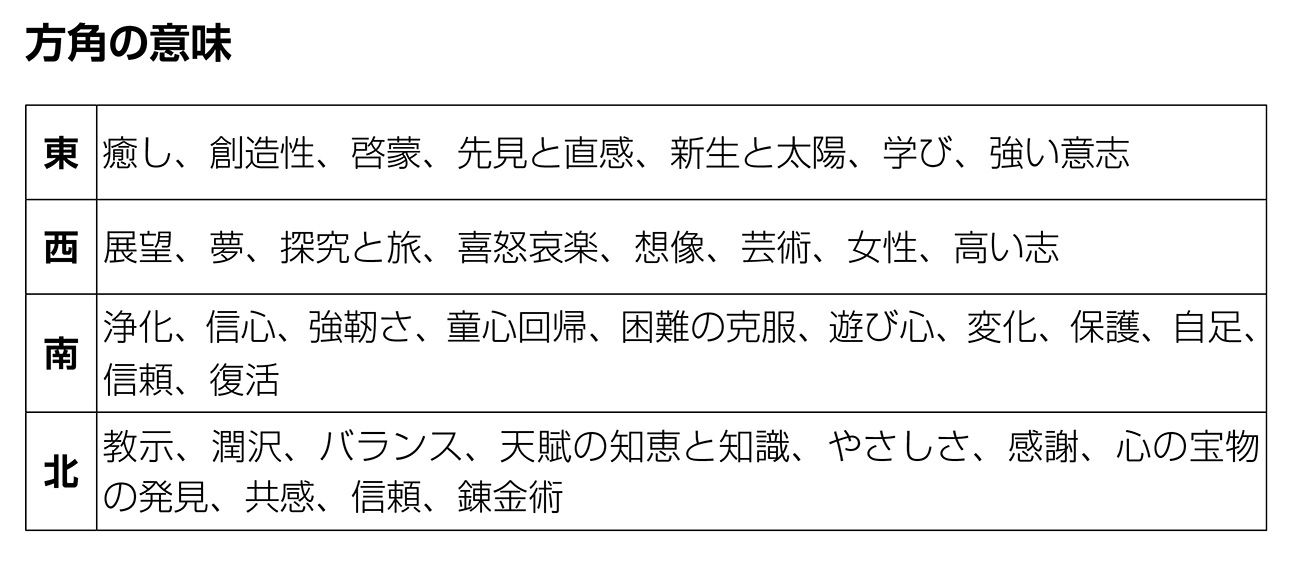 方角の意味
東 癒し、創造性、啓蒙、先見と直感、新生と太陽、学び、強い意志
西 展望、夢、探究と旅、喜怒哀楽、想像、芸術、女性、高い志
南 浄化、信心、強靭さ、童心回帰、困難の克服、遊び心、変化、保護、自足、
信頼、復活
北 教示、潤沢、バランス、天賦の知恵と知識、やさしさ、感謝、心の宝物
の発見、共感、信頼、錬金術